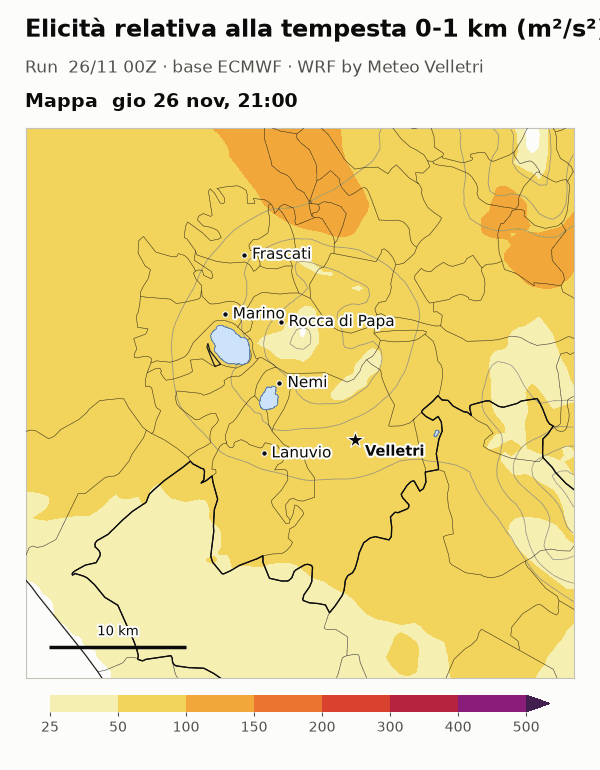 Elicità relativa alla tempesta 0-1 km (m²/s²)
Run 26/11 00Z · base ECMWF · WRF by Meteo Velletri
Mappa gio 26 nov, 21:00
Frascati
Marino
Rocca di Papa
Nemi
Lanuvio
Velletri
10 km
25 50 100 150 200 300 400 500